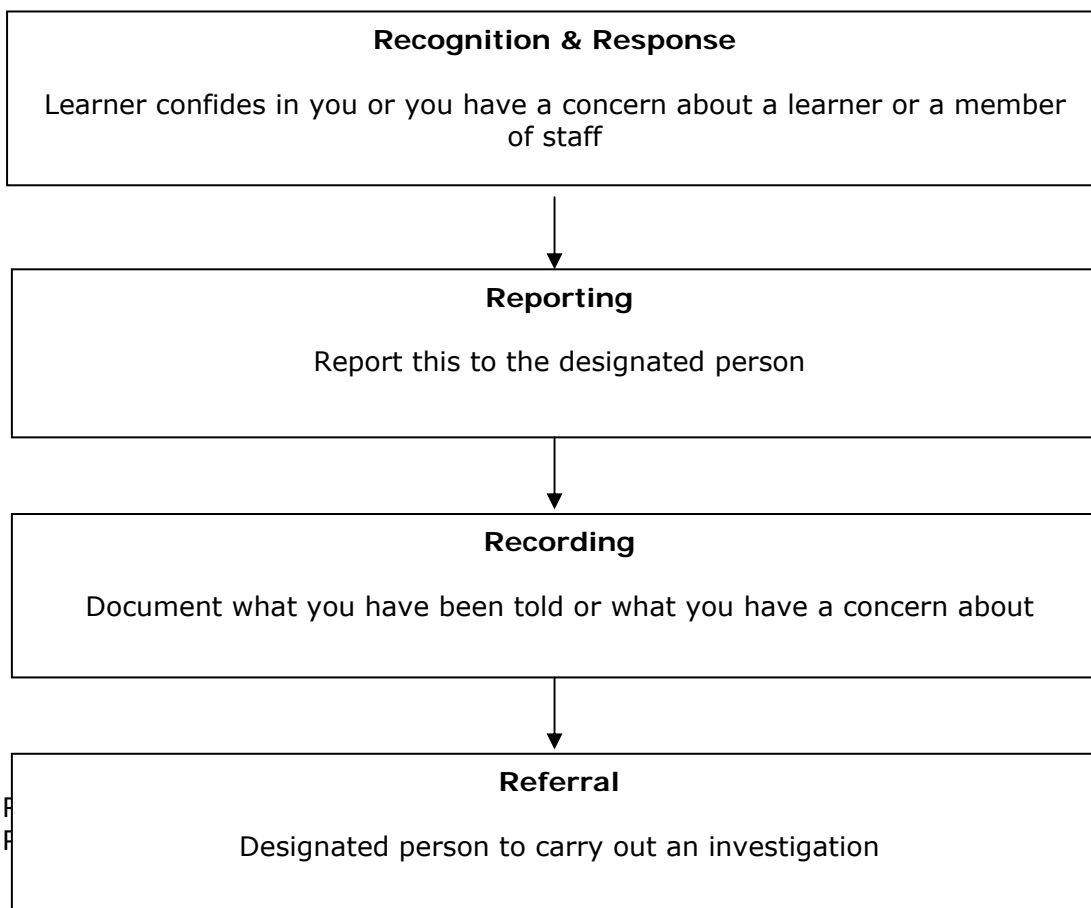 Recognition & Response
Learner confides in you or you have a concern about a learner or a member
of staff
Reporting
Report this to the designated person
Recording
Document what you have been told or what you have a concern about
Referral
Designated person to carry out an investigation